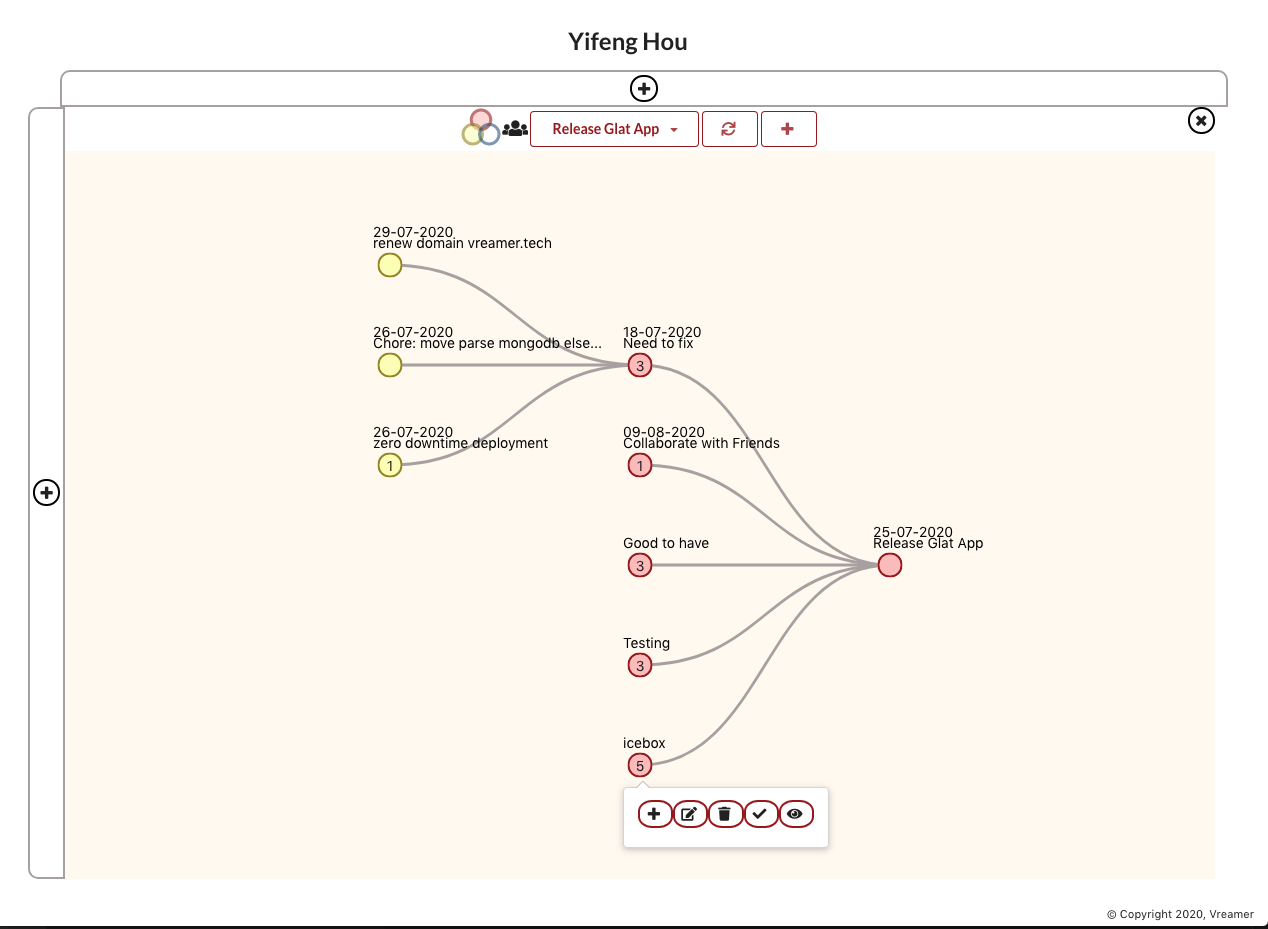 Yifeng Hou
Release Glat App
29-07-2020
renew domain vreamer.tech
26-07-2020
Chore: move parse mongodb else...
18-07-2020
Need to fix
3
26-07-2020
zero downtime deployment
1
09-08-2020
Collaborate with Friends
1
25-07-2020
Release Glat App
Good to have
3
Testing
3
icebox
5
© Copyright 2020, Vreamer